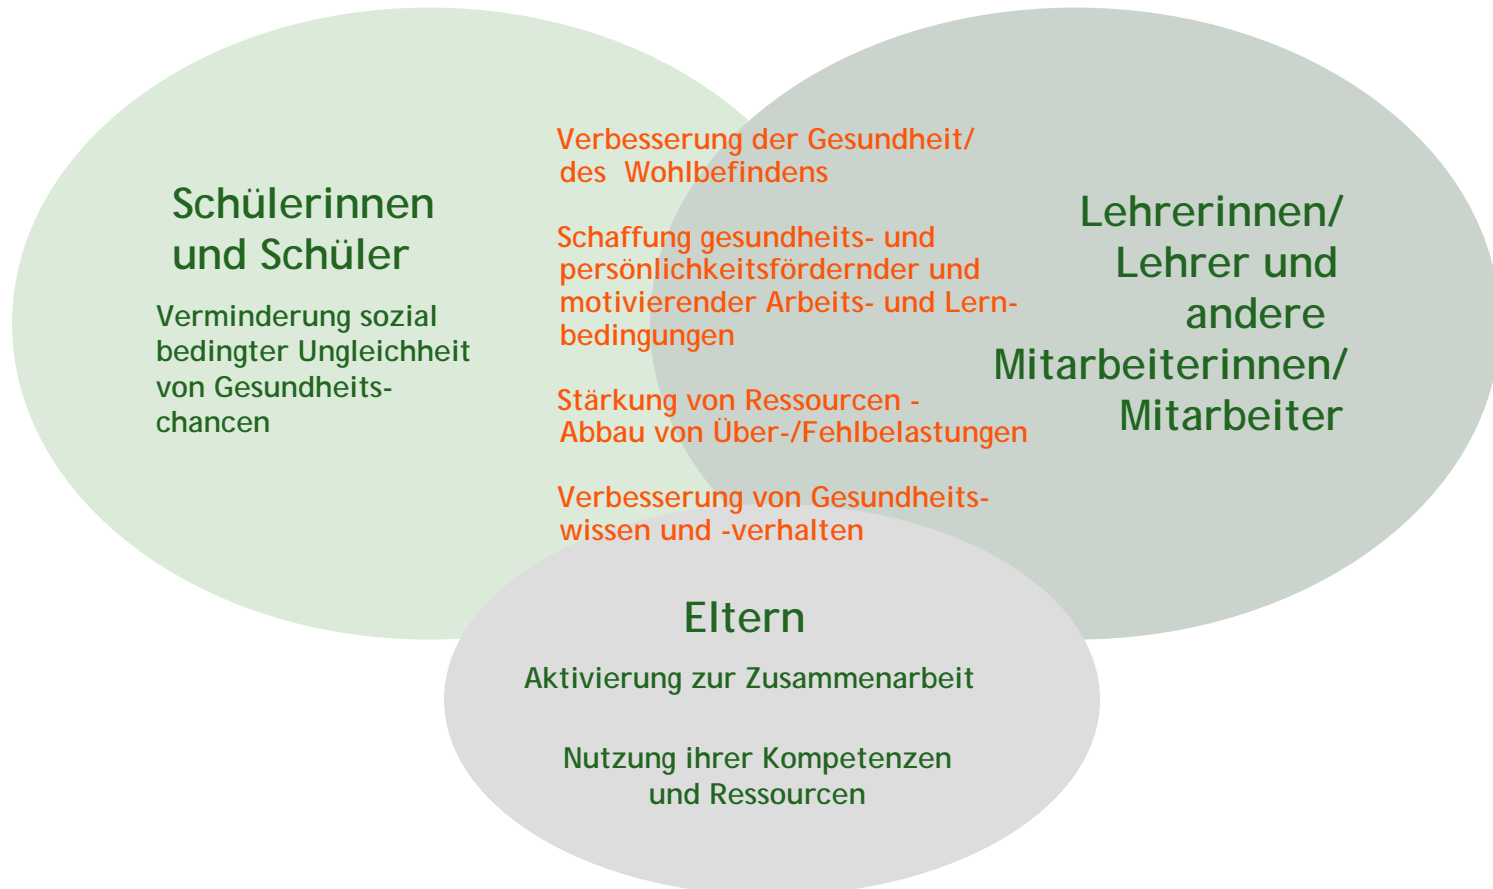 Schülerinnen
und Schüler
Verminderung sozial
bedingter Ungleichheit
von Gesundheits-
chancen
Verbesserung der Gesundheit/
des Wohlbefindens
Schaffung gesundheits- und
persönlichkeitsfördernder und
motivierender Arbeits- und Lern-
bedingungen
Stärkung von Ressourcen -
Abbau von Über-/Fehlbelastungen
Verbesserung von Gesundheits-
wissen und -verhalten
Lehrerinnen/
Lehrer und
andere
Mitarbeiterinnen/
Mitarbeiter
Eltern
Aktivierung zur Zusammenarbeit
Nutzung ihrer Kompetenzen
und Ressourcen